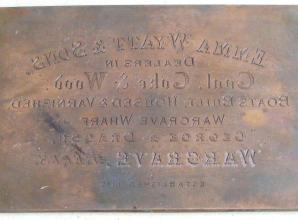 EMMA WYATT & SONS,
DEALERS IN
Coal, Coke & Wood.
BOATS BUILT, HOUSED & VARNISHED
WARGRAVE WHARF
"GEORGE & DRAGON,"
WARGRAVE,
ESTABLISHED